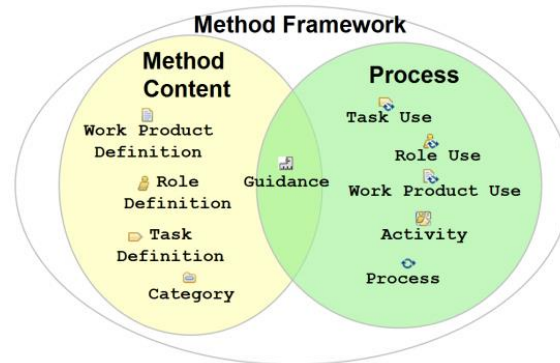 Method Framework
Method
Content
Work Product
Definition
Role
Definition
Task
Definition
Category
Guidance
Process
Task Use
Role Use
Work Product Use
Activity
Process